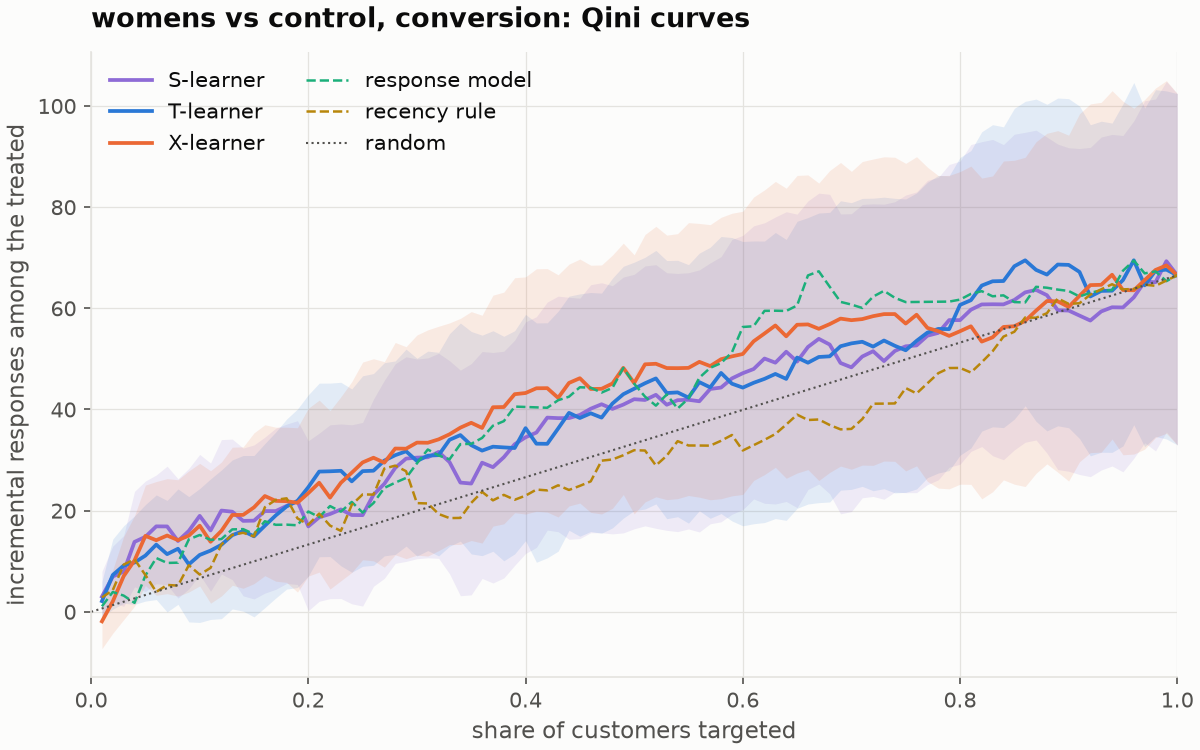 womens vs control, conversion: Qini curves
S-learner
T-learner
X-learner
response model
recency rule
random
incremental responses among the treated
100
80
60
40
20
0
0.0
0.2
0.4
0.6
0.8
1.0
share of customers targeted